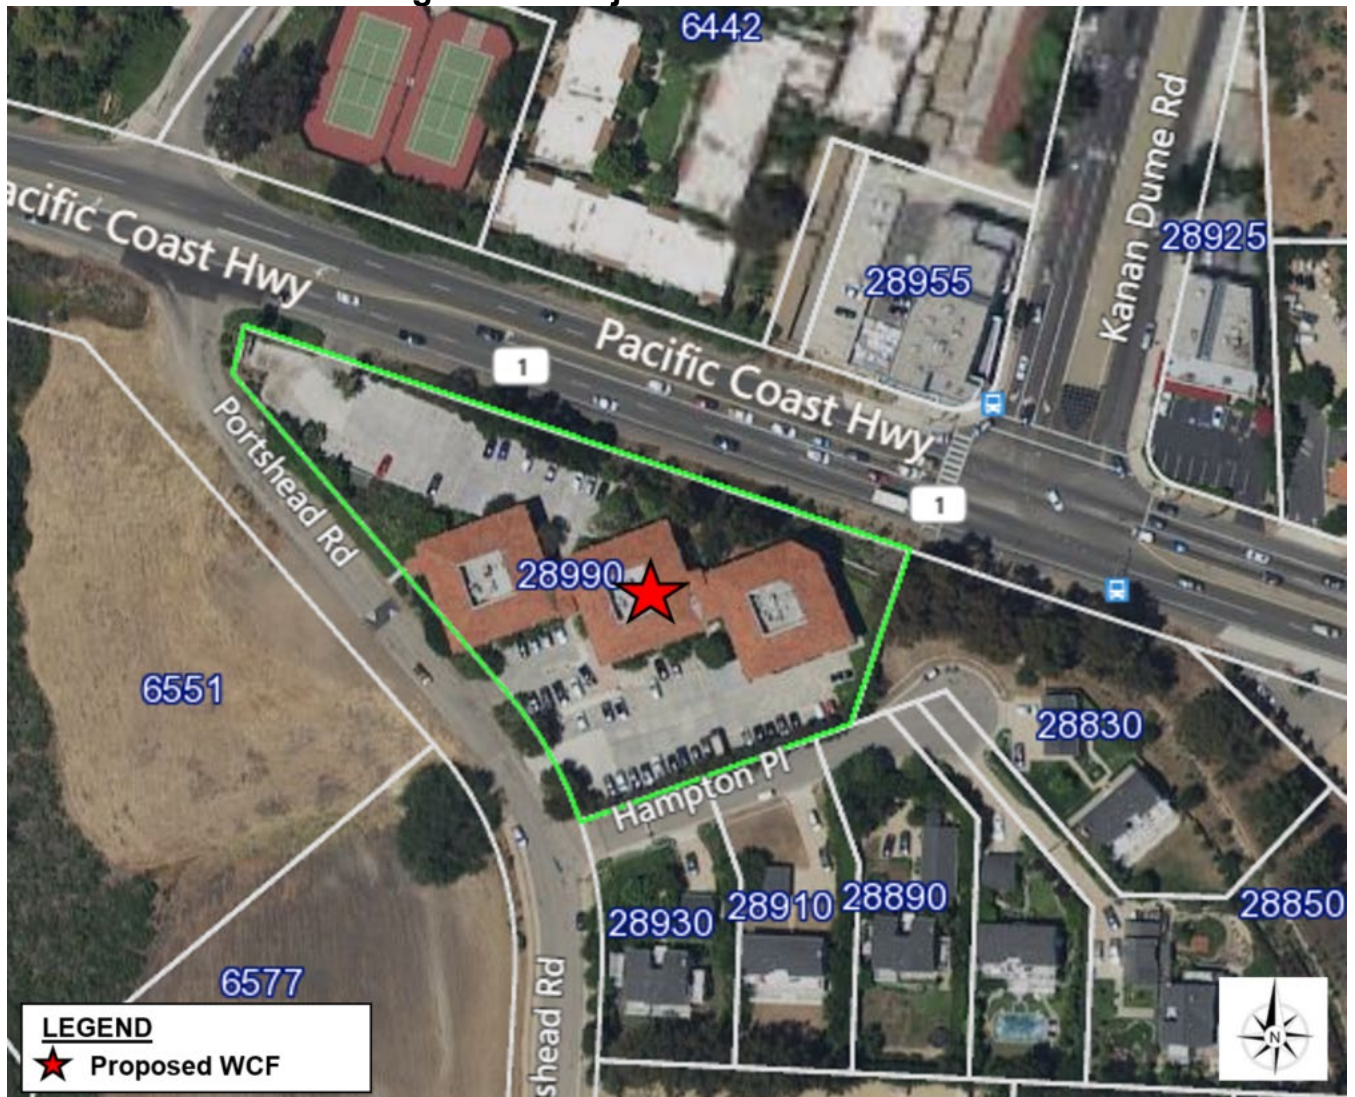 6442
Kanan Dume Rd
28925
acific Coast Hwy
28955
Pacific Coast Hwy
1
1
Portshead Rd
28990
6551
28830
Hampton Pl
28930
28910
28890
28850
6577
shead Rd
N
LEGEND
Proposed WCF